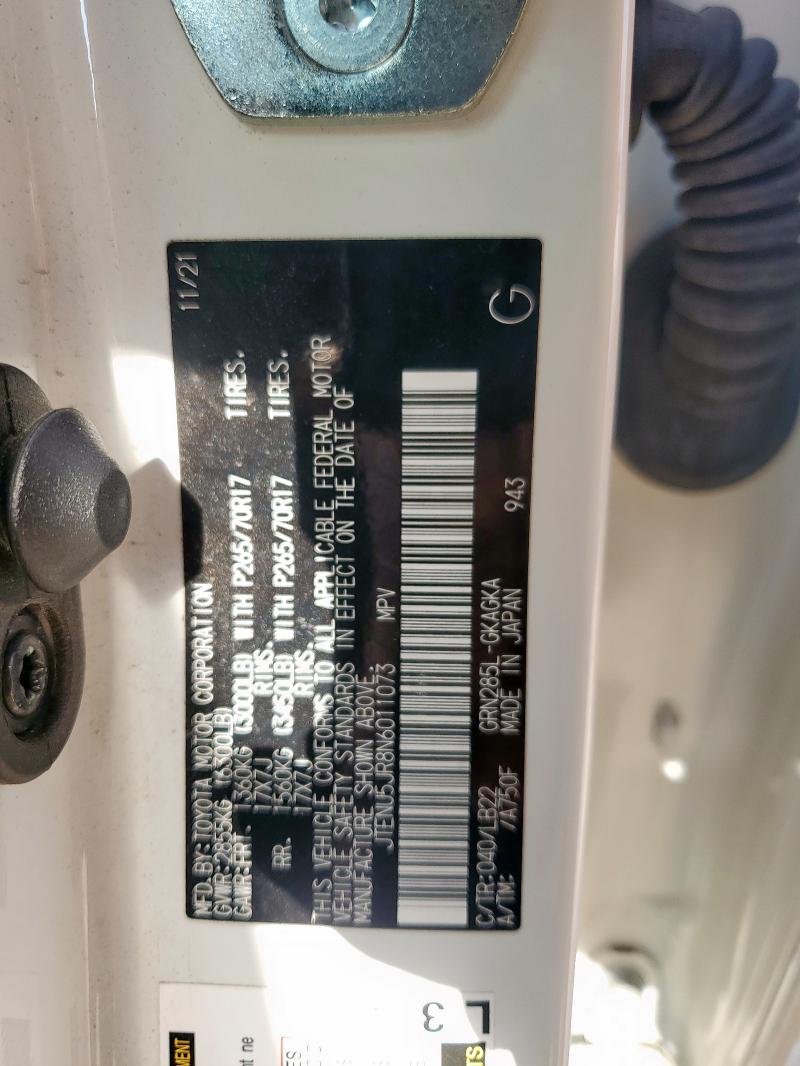 MFD.BY:TOYOTA MOTOR CORPORATION 11/21
GVWR:2855KG (6300LB)
GAWR:FRT. 1360KG (3000LB) WITH P265/70R17 TIRES.
17X7J RIMS.
RR. 1560KG (3450LB) WITH P265/70R17 TIRES.
17X7J RIMS.
THIS VEHICLE CONFORMS TO ALL APPLICABLE FEDERAL MOTOR
VEHICLE SAFETY STANDARDS IN EFFECT ON THE DATE OF
MANUFACTURE SHOWN ABOVE.
JTENU5JR8N6011073 MPV
C/TR:040/LB22 GRN285L-GKAGKA
A/TM: /A750F MADE IN JAPAN 943 G
3